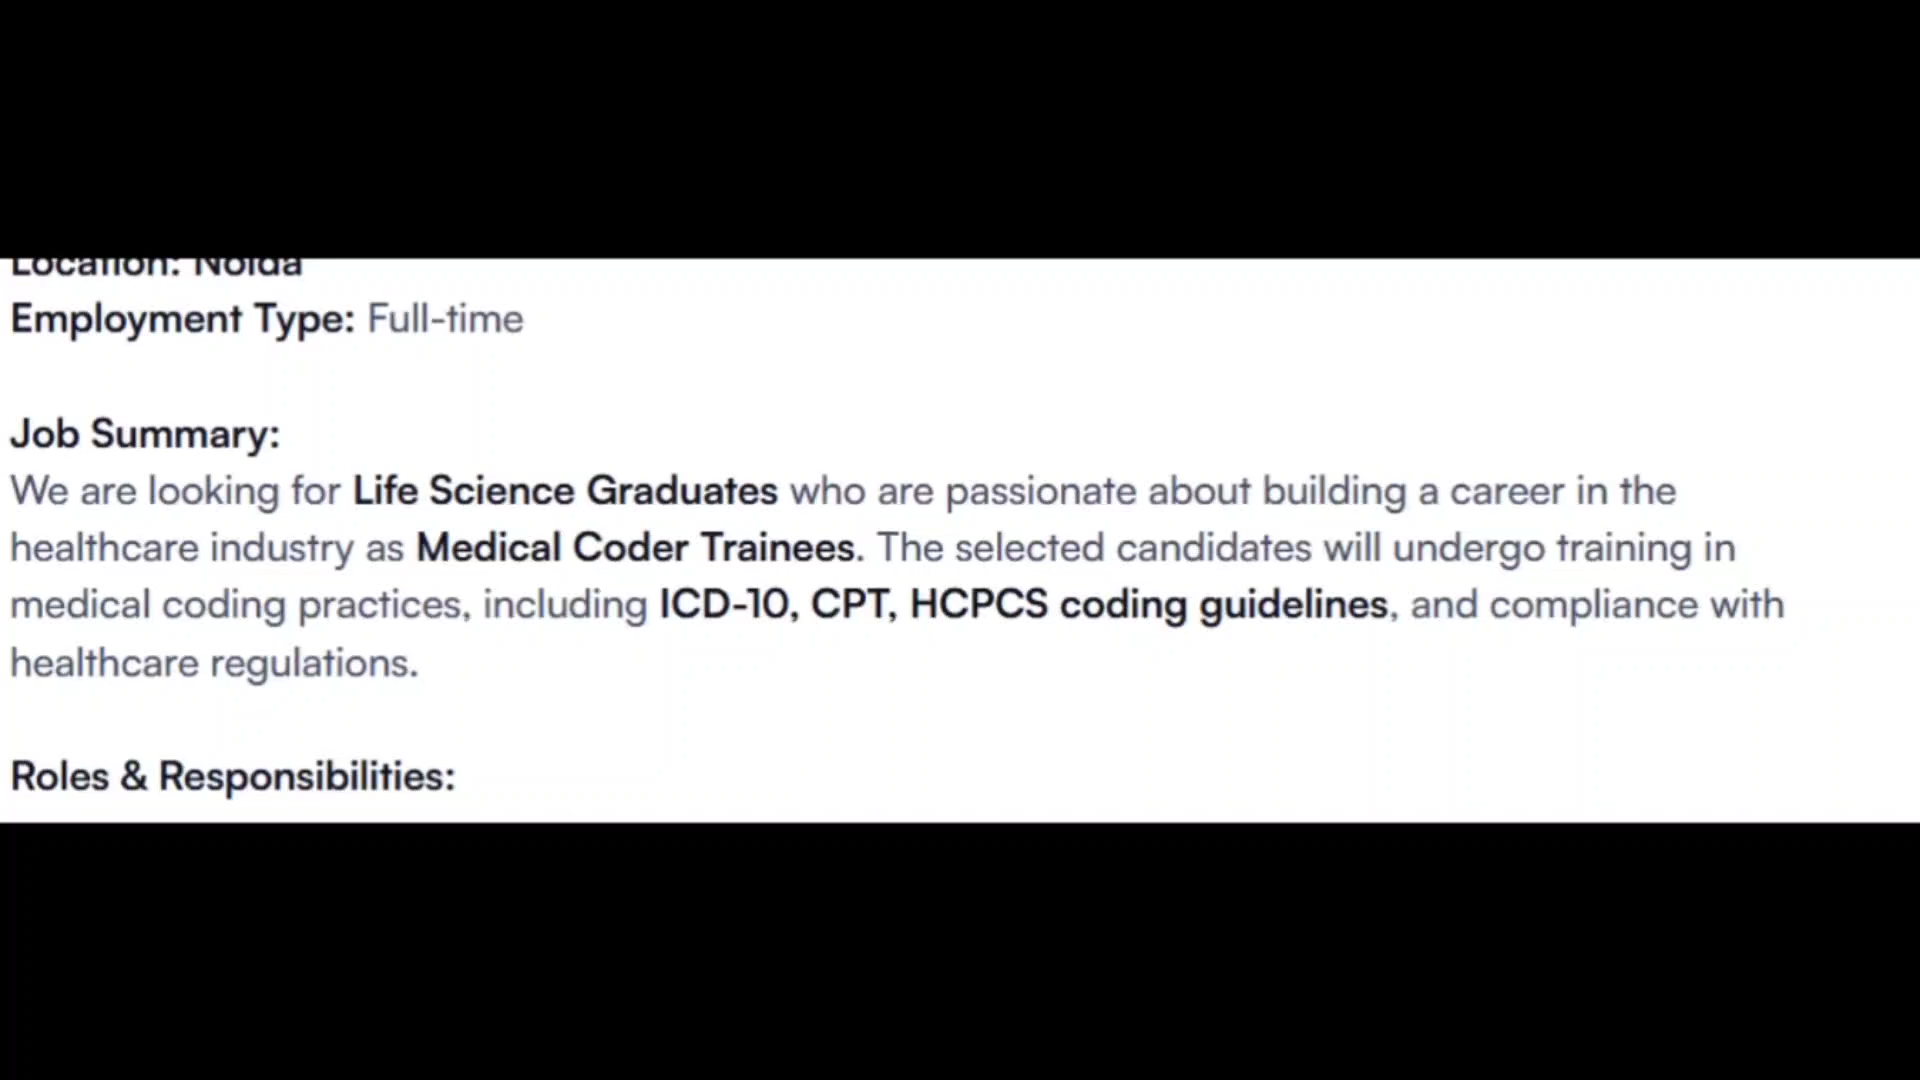 Location: Noida
Employment Type: Full-time
Job Summary:
We are looking for Life Science Graduates who are passionate about building a career in the
healthcare industry as Medical Coder Trainees. The selected candidates will undergo training in
medical coding practices, including ICD-10, CPT, HCPCS coding guidelines, and compliance with
healthcare regulations.
Roles & Responsibilities: